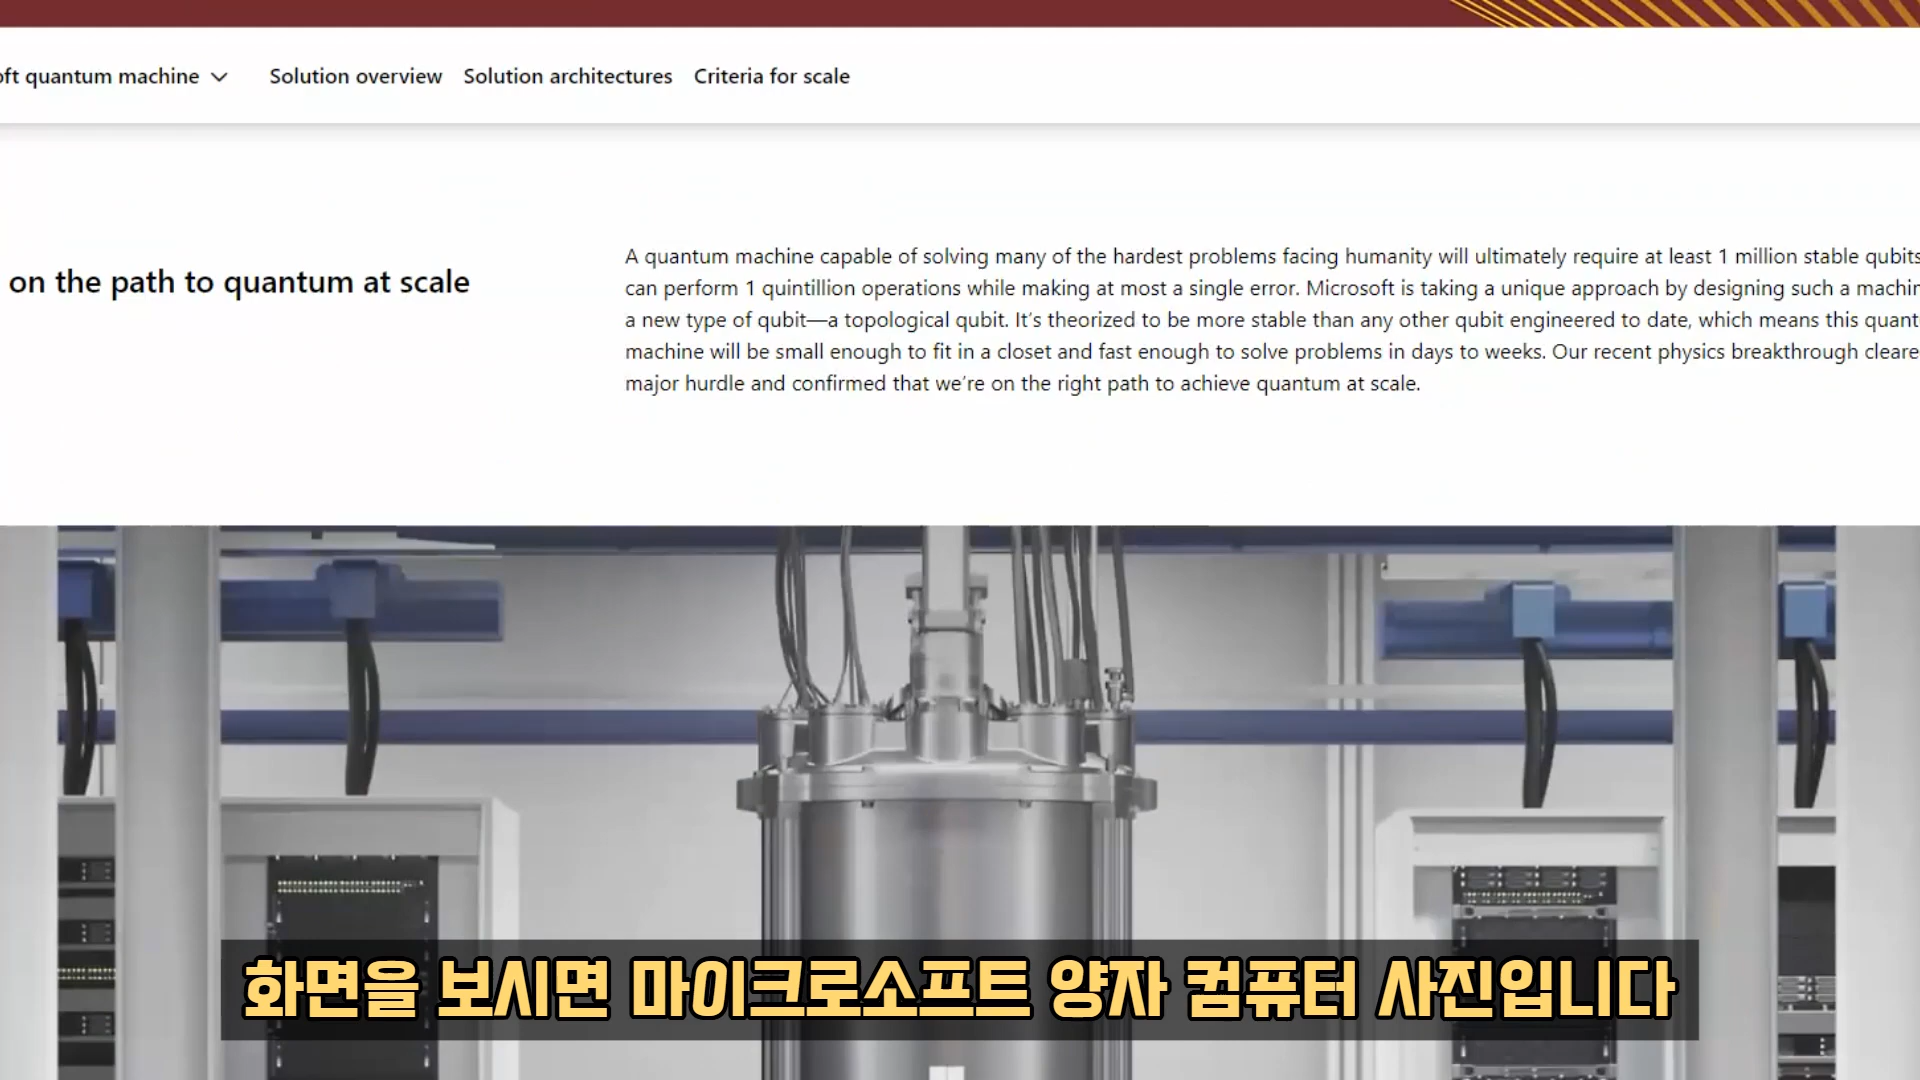 oft quantum machine
Solution overview
Solution architectures
Criteria for scale
on the path to quantum at scale
A quantum machine capable of solving many of the hardest problems facing humanity will ultimately require at least 1 million stable qubits
can perform 1 quintillion operations while making at most a single error. Microsoft is taking a unique approach by designing such a machin
a new type of qubit—a topological qubit. It's theorized to be more stable than any other qubit engineered to date, which means this quant
machine will be small enough to fit in a closet and fast enough to solve problems in days to weeks. Our recent physics breakthrough cleare
major hurdle and confirmed that we're on the right path to achieve quantum at scale.
화면을 보시면 마이크로소프트 양자 컴퓨터 사진입니다